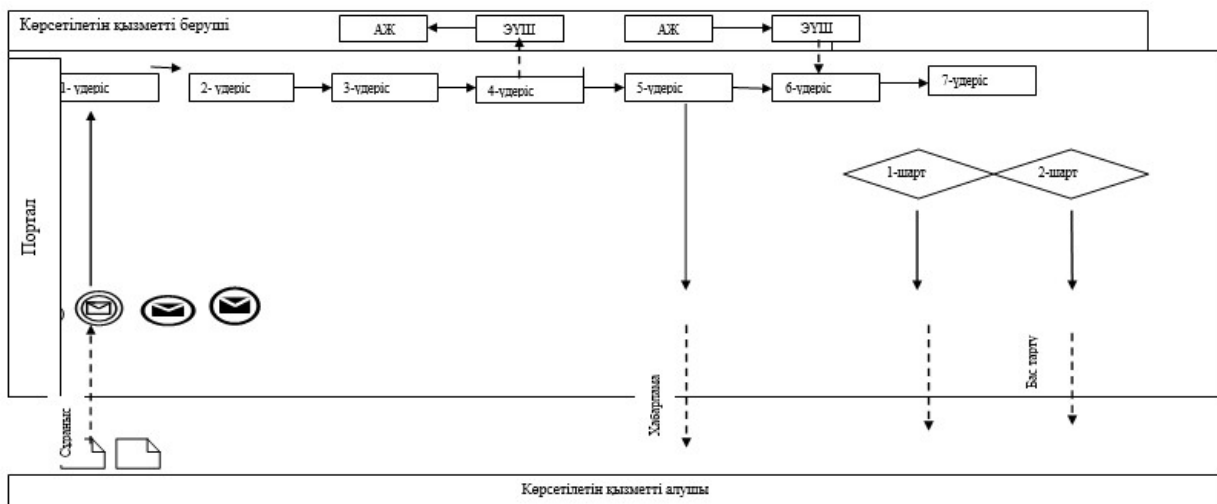 Көрсетілетін қызметті беруші
АЖ
ЭҮШ
АЖ
ЭҮШ
1- үдеріс
2- үдеріс
3-үдеріс
4-үдеріс
5-үдеріс
6-үдеріс
7-үдеріс
1-шарт
2-шарт
Портал
Сұраныс
Хабарлама
Бас тарту
Көрсетілетін қызметті алушы